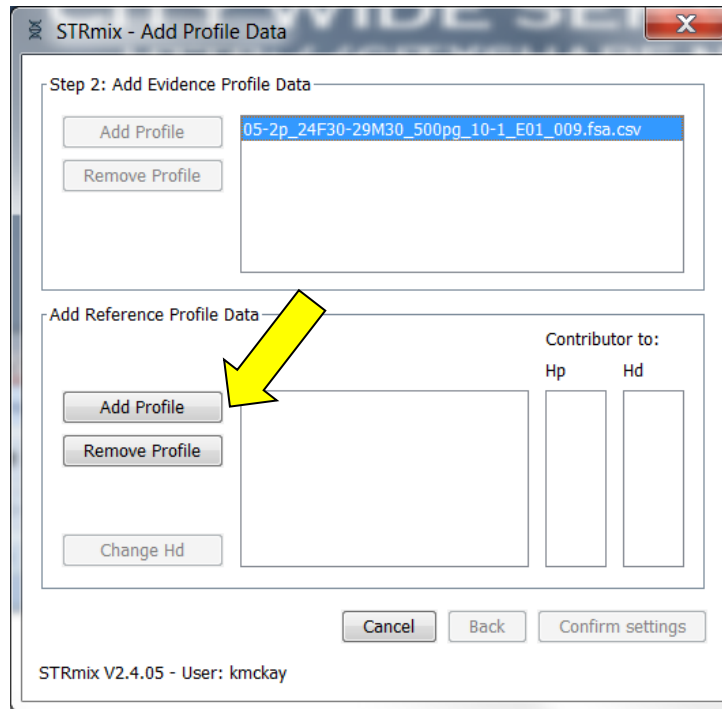 STRmix - Add Profile Data
Step 2: Add Evidence Profile Data
Add Profile
05-2p_24F30-29M30_500pg_10-1_E01_009.fsa.csv
Remove Profile
Add Reference Profile Data
Contributor to:
Hp Hd
Add Profile
Remove Profile
Change Hd
Cancel Back Confirm settings
STRmix V2.4.05 - User: kmckay